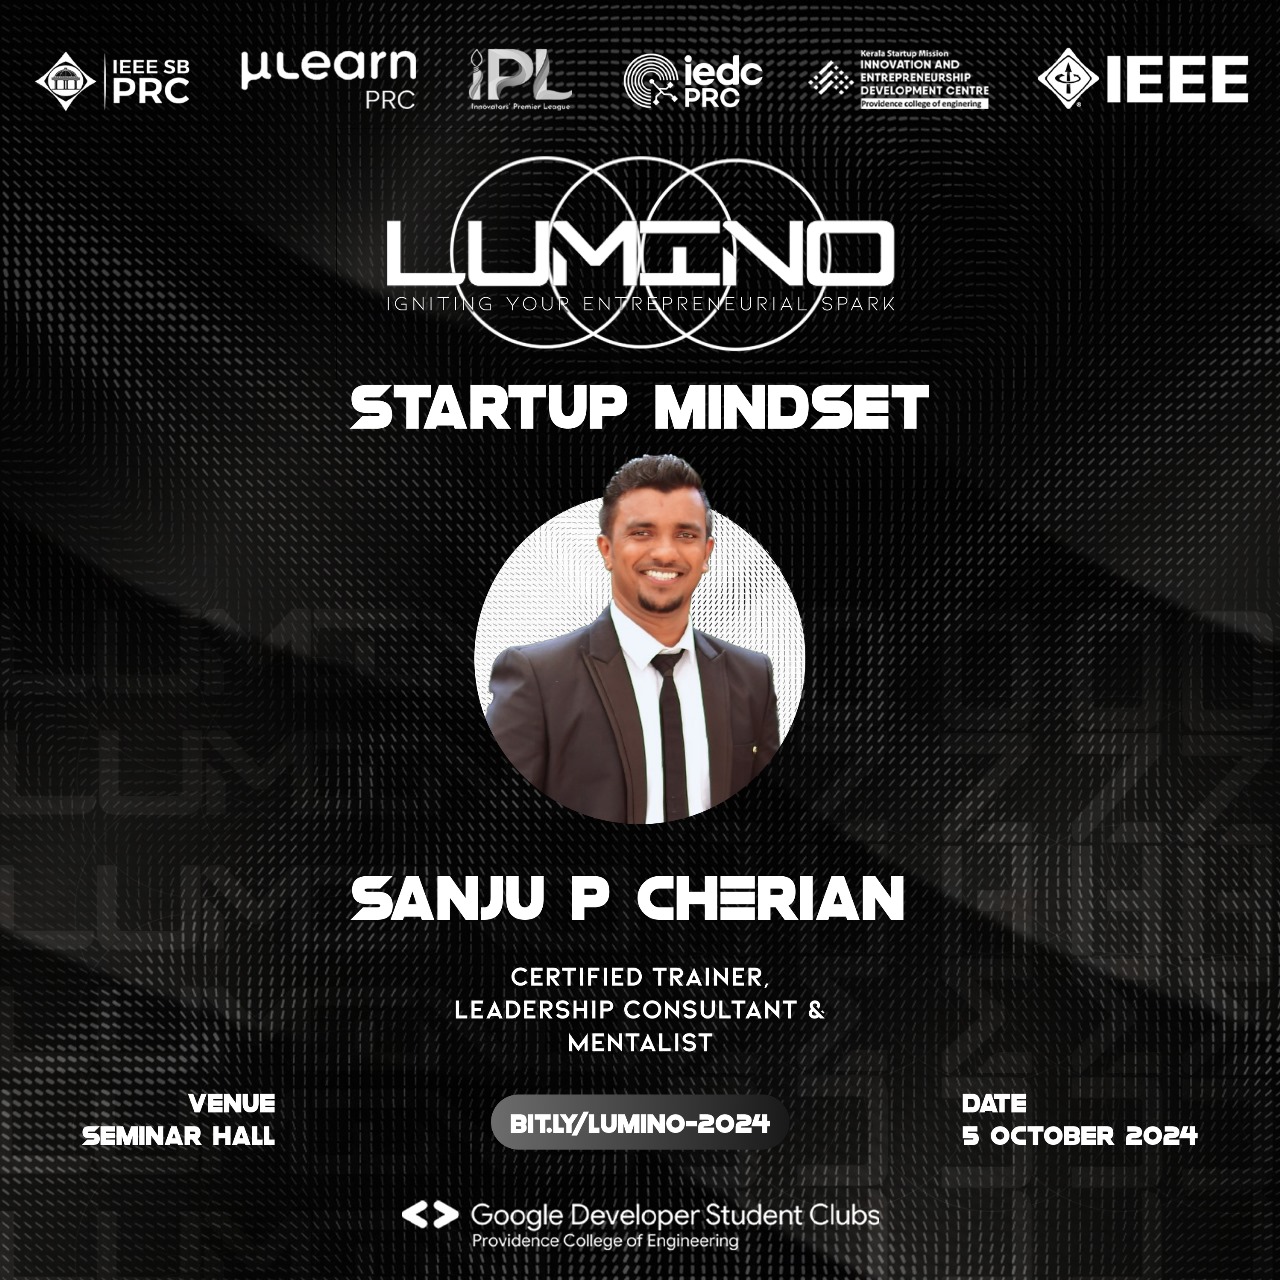 IEEE SB
PRC
µLearn
PRC
iPL
Innovators' Premier League
iedc
PRC
Kerala Startup Mission
INNOVATION AND
ENTREPRENEURSHIP
DEVELOPMENT CENTRE
Providence college of enginering
IEEE
LUMINO
IGNITING YOUR ENTREPRENEURIAL SPARK
STARTUP MINDSET
SANJU P CHERIAN
CERTIFIED TRAINER,
LEADERSHIP CONSULTANT &
MENTALIST
VENUE
SEMINAR HALL
BIT.LY/LUMINO-2024
DATE
5 OCTOBER 2024
<> Google Developer Student Clubs
Providence College of Engineering